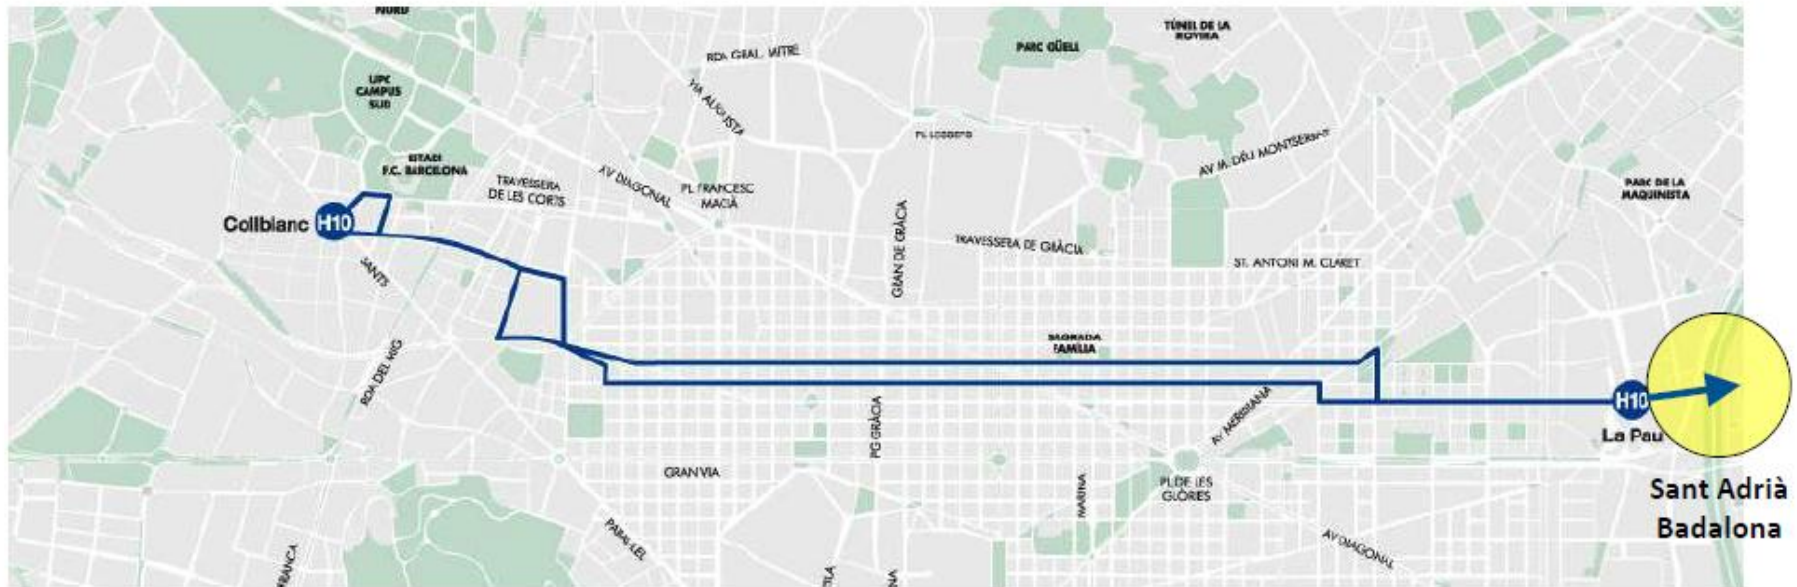 NORD
TÚNEL DE LA
ROVIRA
RDA GRAL. MITRE
PARC GÜELL
UPC
CAMPUS
SUD
VIA AUGUSTA
PL. LESSEPS
AV M. DÉU MONTSERRAT
ESTADI
F.C. BARCELONA
TRAVESSERA
DE LES CORTS
AV DIAGONAL
PL. FRANCESC
MACIÀ
PARC DE LA
MAQUINISTA
Collblanc
H10
GRAN DE GRÀCIA
TRAVESSERA DE GRÀCIA
ST. ANTONI M. CLARET
SANTS
SAGRADA
FAMÍLIA
RDA DEL MIG
PG GRÀCIA
AV MERIDIANA
H10
La Pau
GRAN VIA
MARINA
PL DE LES
GLÒRIES
Sant Adrià
Badalona
PARAL·LEL
AV DIAGONAL